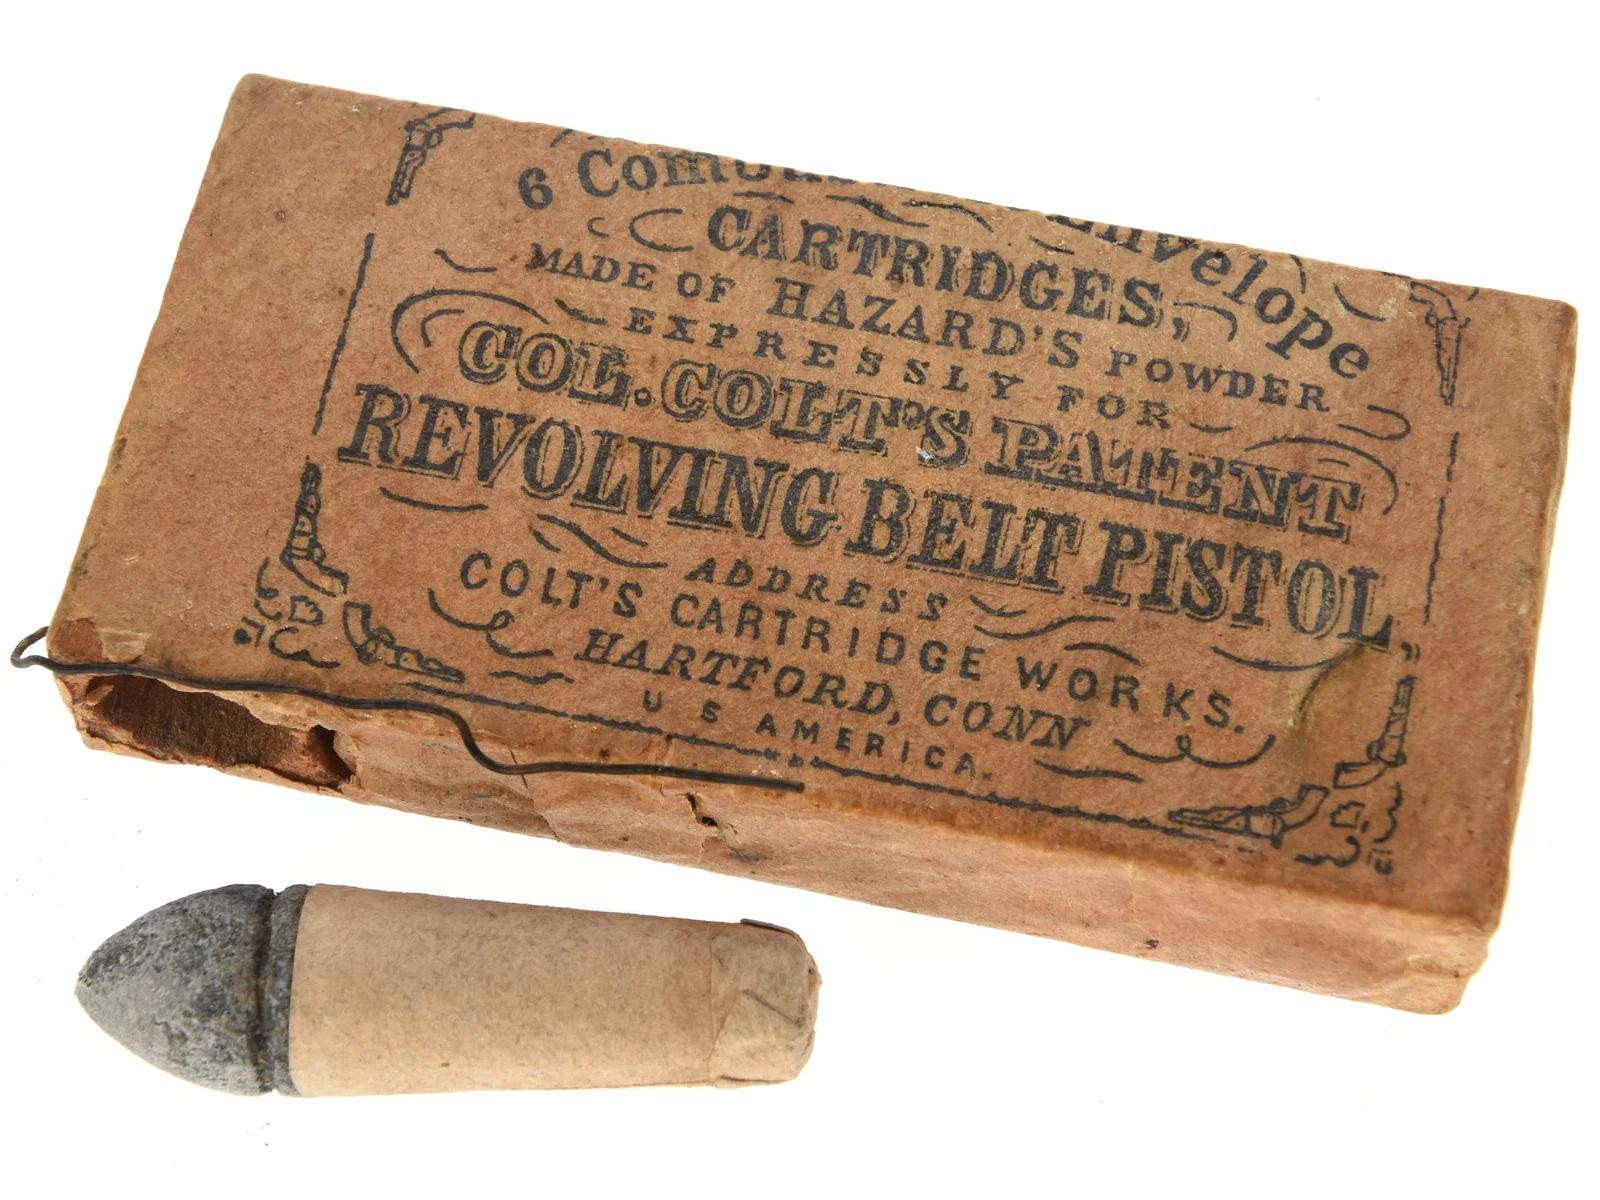 6 Envelope
CARTRIDGES,
MADE OF HAZARD'S POWDER
EXPRESSLY FOR
COL. COLT'S PATENT
REVOLVING BELT PISTOL,
ADDRESS
COLT'S CARTRIDGE WORKS.
HARTFORD, CONN
U S AMERICA.